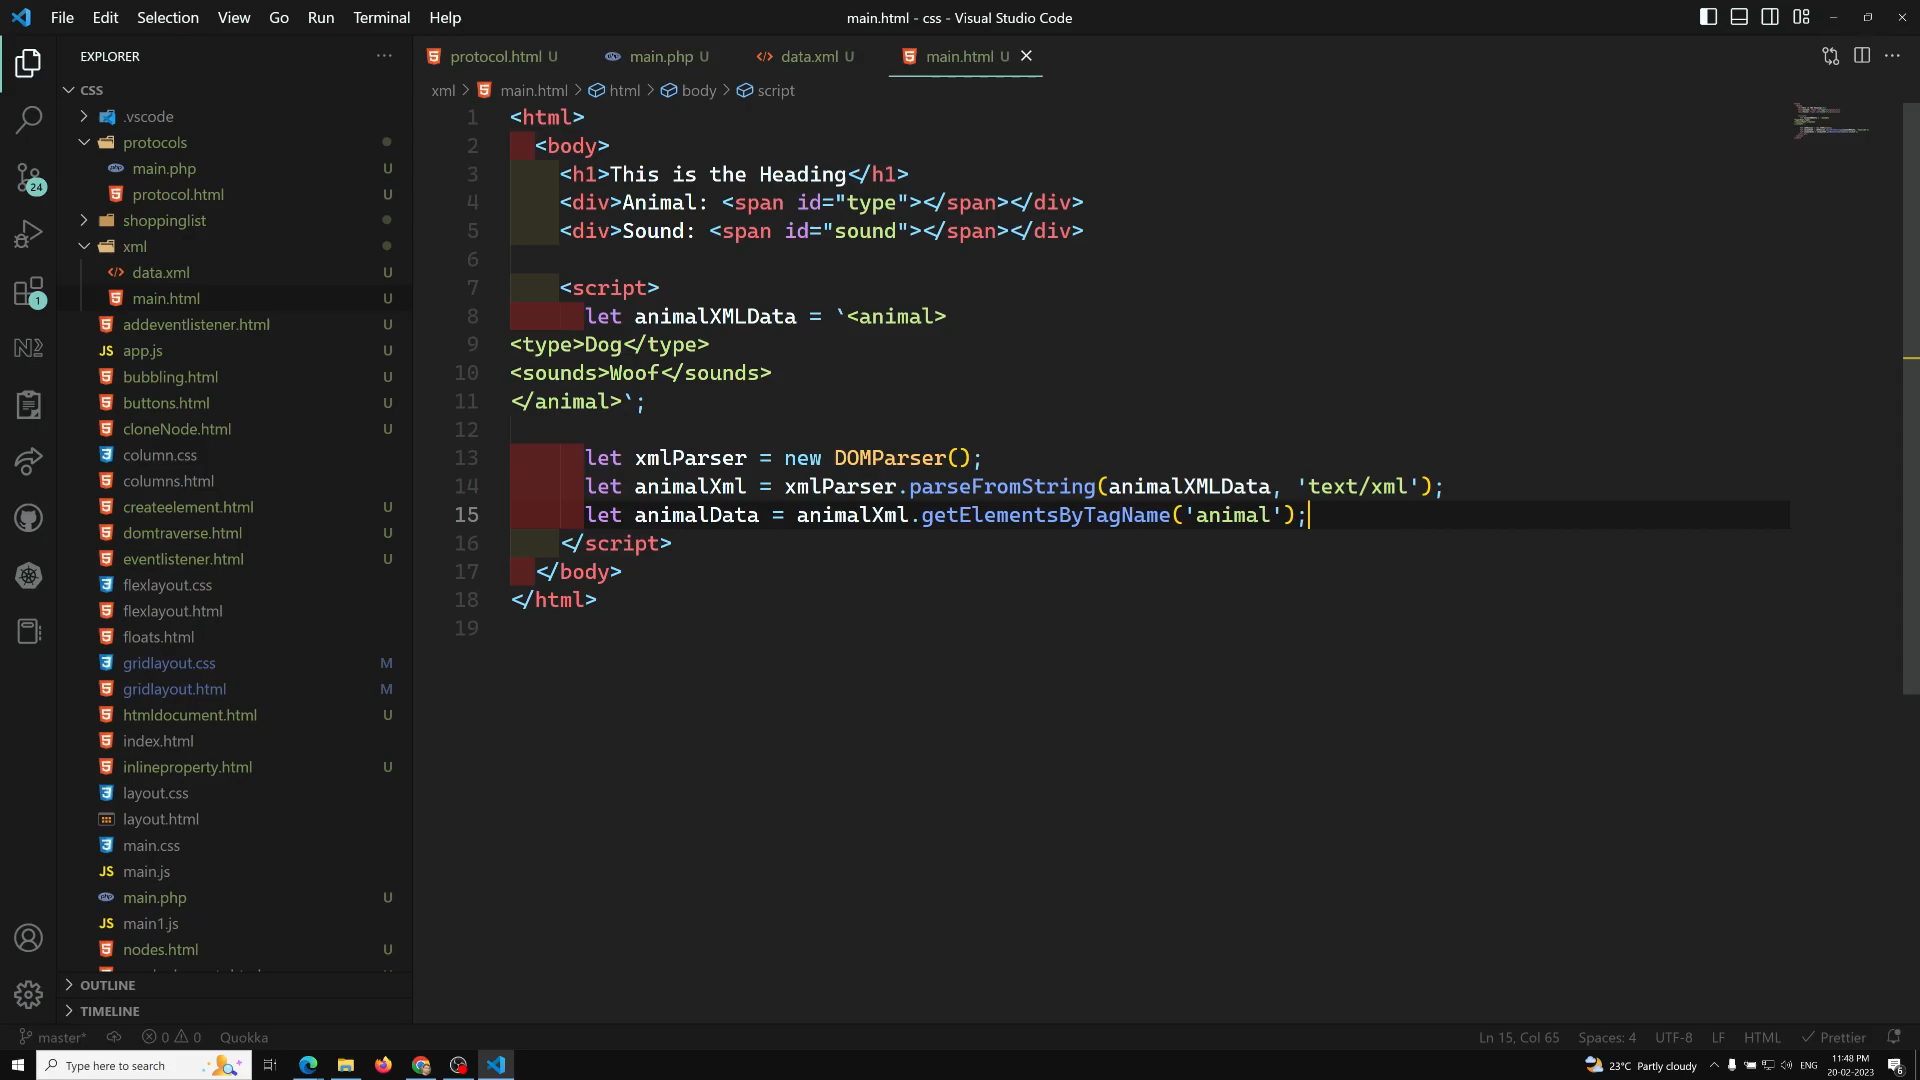 File Edit Selection View Go Run Terminal Help
main.html - css - Visual Studio Code
EXPLORER
CSS
.vscode
protocols
main.php U
protocol.html U
shoppinglist
xml
data.xml U
main.html U
addeventlistener.html U
app.js U
bubbling.html U
buttons.html U
cloneNode.html U
column.css
columns.html
createelement.html U
domtraverse.html U
eventlistener.html U
flexlayout.css
flexlayout.html
floats.html
gridlayout.css M
gridlayout.html M
htmldocument.html U
index.html
inlineproperty.html U
layout.css
layout.html
main.css
main.js
main.php U
main1.js
nodes.html U
OUTLINE
TIMELINE
24
1
protocol.html U main.php U data.xml U main.html U
xml > main.html > html > body > script
1 <html>
2 <body>
3 <h1>This is the Heading</h1>
4 <div>Animal: <span id="type"></span></div>
5 <div>Sound: <span id="sound"></span></div>
6
7 <script>
8 let animalXMLData = `<animal>
9 <type>Dog</type>
10 <sounds>Woof</sounds>
11 </animal>`;
12
13 let xmlParser = new DOMParser();
14 let animalXml = xmlParser.parseFromString(animalXMLData, 'text/xml');
15 let animalData = animalXml.getElementsByTagName('animal');
16 </script>
17 </body>
18 </html>
19
master* 0 0 Quokka
Ln 15, Col 65 Spaces: 4 UTF-8 LF HTML Prettier
Type here to search
23°C Partly cloudy ENG
11:48 PM
20-02-2023
6